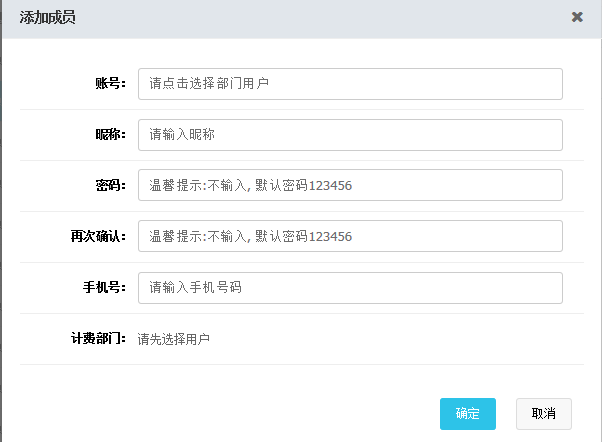 添加成员
账号: 请点击选择部门用户
昵称: 请输入昵称
密码: 温馨提示:不输入, 默认密码123456
再次确认: 温馨提示:不输入, 默认密码123456
手机号: 请输入手机号码
计费部门: 请先选择用户
确定 取消